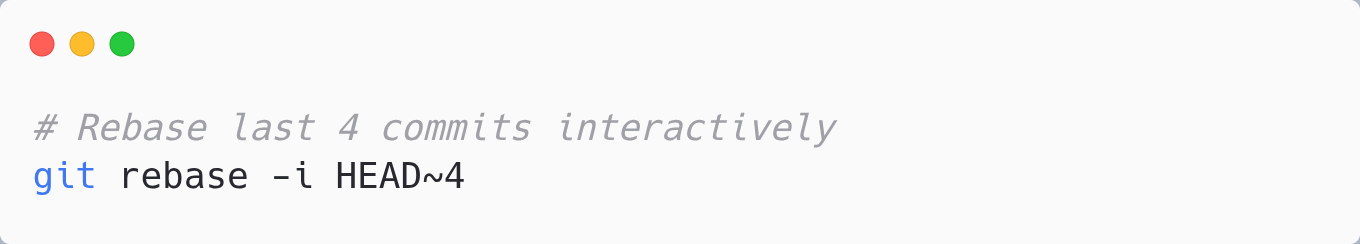 # Rebase last 4 commits interactively
git rebase -i HEAD~4